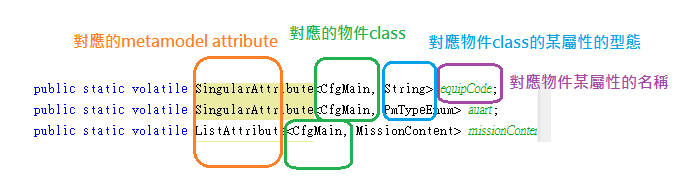 對應的metamodel attribute
對應的物件class
對應物件class的某屬性的型態
對應物件某屬性的名稱
public static volatile SingularAttribute<CfgMain, String> equipCode;
public static volatile SingularAttribute<CfgMain, PmTypeEnum> auart;
public static volatile ListAttribute<CfgMain, MissionContent>